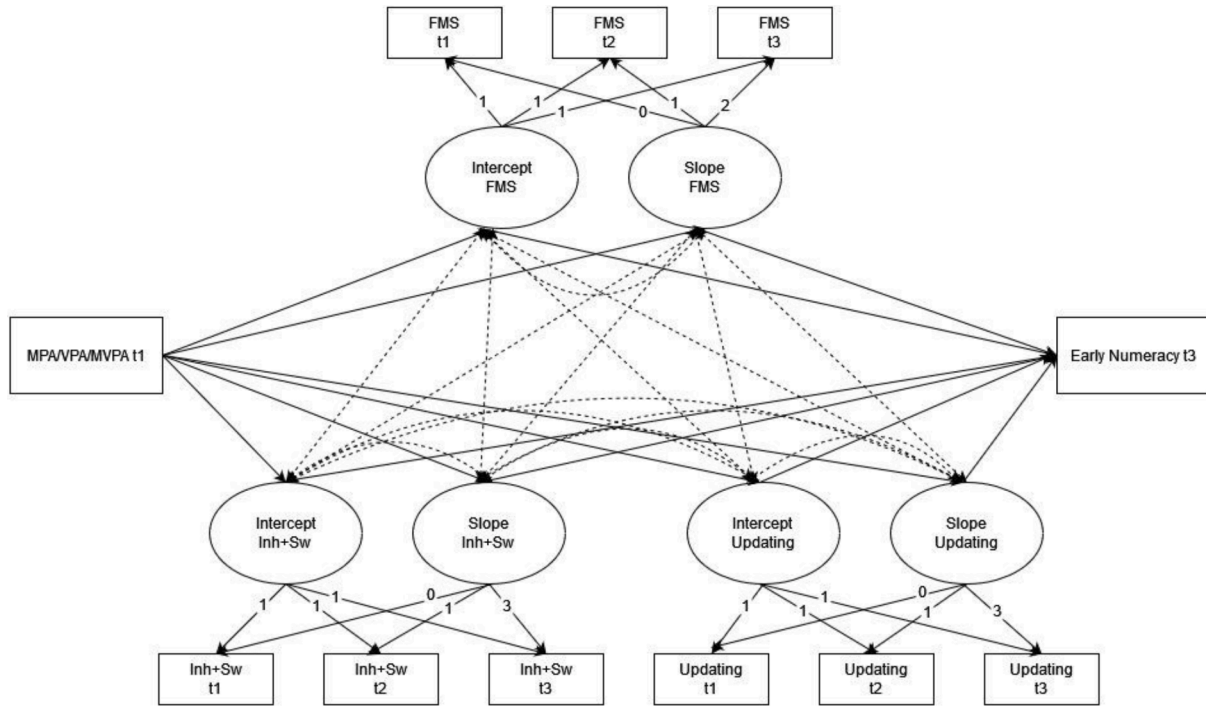 FMS
t1
FMS
t2
FMS
t3
1
1
1
0
1
2
Intercept
FMS
Slope
FMS
MPA/VPA/MVPA t1
Early Numeracy t3
Intercept
Inh+Sw
Slope
Inh+Sw
Intercept
Updating
Slope
Updating
1
1
1
0
1
3
1
1
1
0
1
3
Inh+Sw
t1
Inh+Sw
t2
Inh+Sw
t3
Updating
t1
Updating
t2
Updating
t3